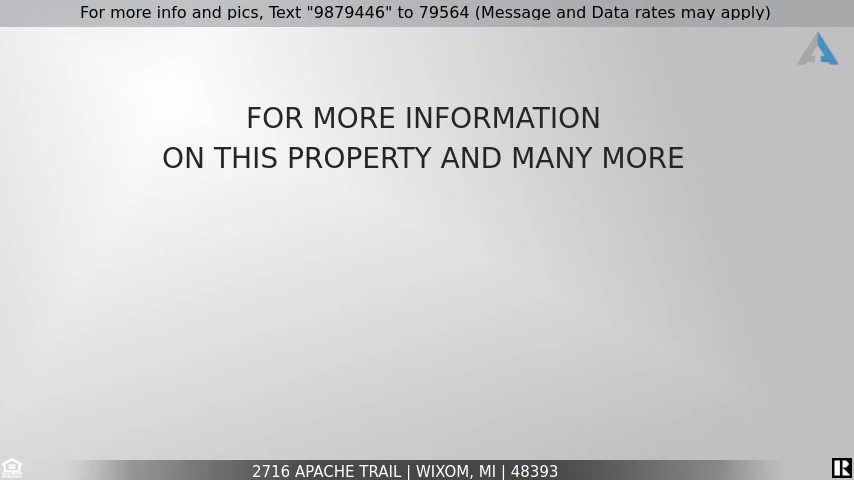 For more info and pics, Text "9879446" to 79564 (Message and Data rates may apply)
FOR MORE INFORMATION
ON THIS PROPERTY AND MANY MORE
2716 APACHE TRAIL | WIXOM, MI | 48393